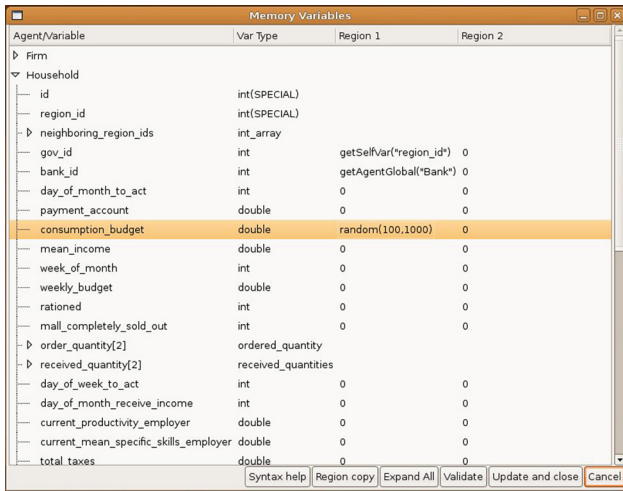 Memory Variables
Agent/Variable Var Type Region 1 Region 2
Firm
Household
id int(SPECIAL)
region_id int(SPECIAL)
neighboring_region_ids int_array
gov_id int getSelfVar("region_id") 0
bank_id int getAgentGlobal("Bank") 0
day_of_month_to_act int 0 0
payment_account double 0 0
consumption_budget double random(100,1000) 0
mean_income double 0 0
week_of_month int 0 0
weekly_budget double 0 0
rationed int 0 0
mall_completely_sold_out int 0 0
order_quantity[2] ordered_quantity
received_quantity[2] received_quantities
day_of_week_to_act int 0 0
day_of_month_receive_income int 0 0
current_productivity_employer double 0 0
current_mean_specific_skills_employer double 0 0
total_taxes double 0 0
Syntax help Region copy Expand All Validate Update and close Cancel